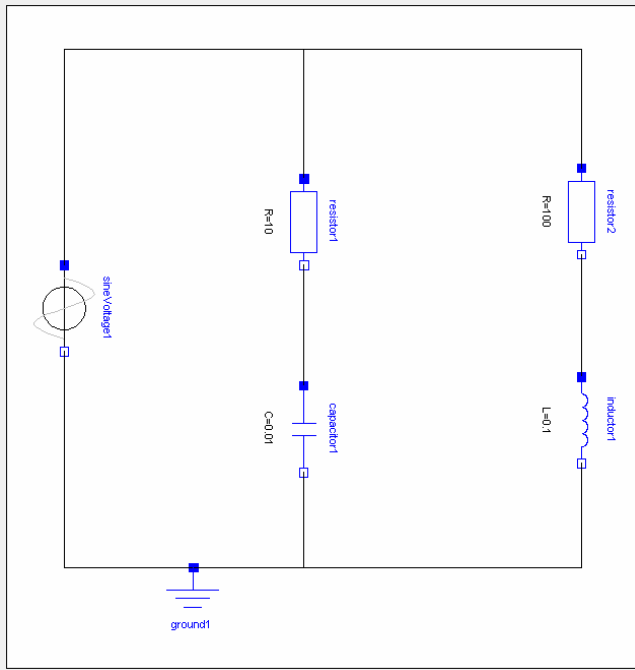 sineVoltage1
resistor1
R=10
capacitor1
C=0.01
resistor2
R=100
inductor1
L=0.1
ground1